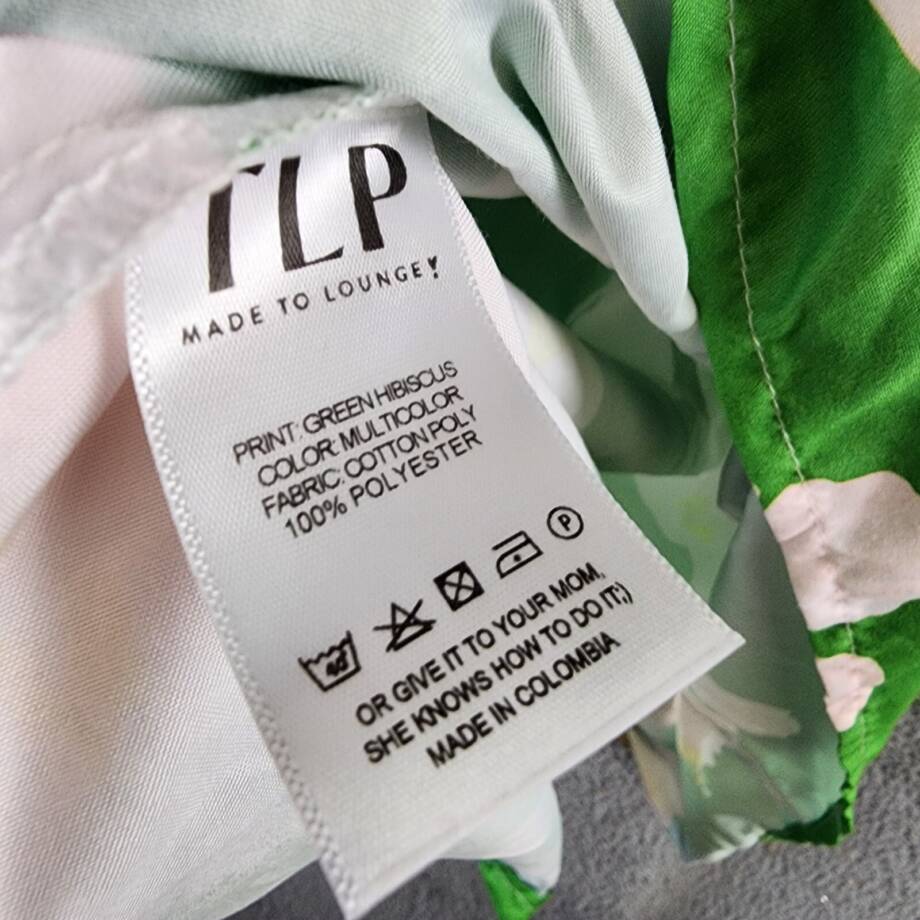 TLP
MADE TO LOUNGE
PRINT: GREEN HIBISCUS
COLOR: MULTICOLOR
FABRIC: COTTON POLY
100% POLYESTER
40
P
OR GIVE IT TO YOUR MOM,
SHE KNOWS HOW TO DO IT:)
MADE IN COLOMBIA